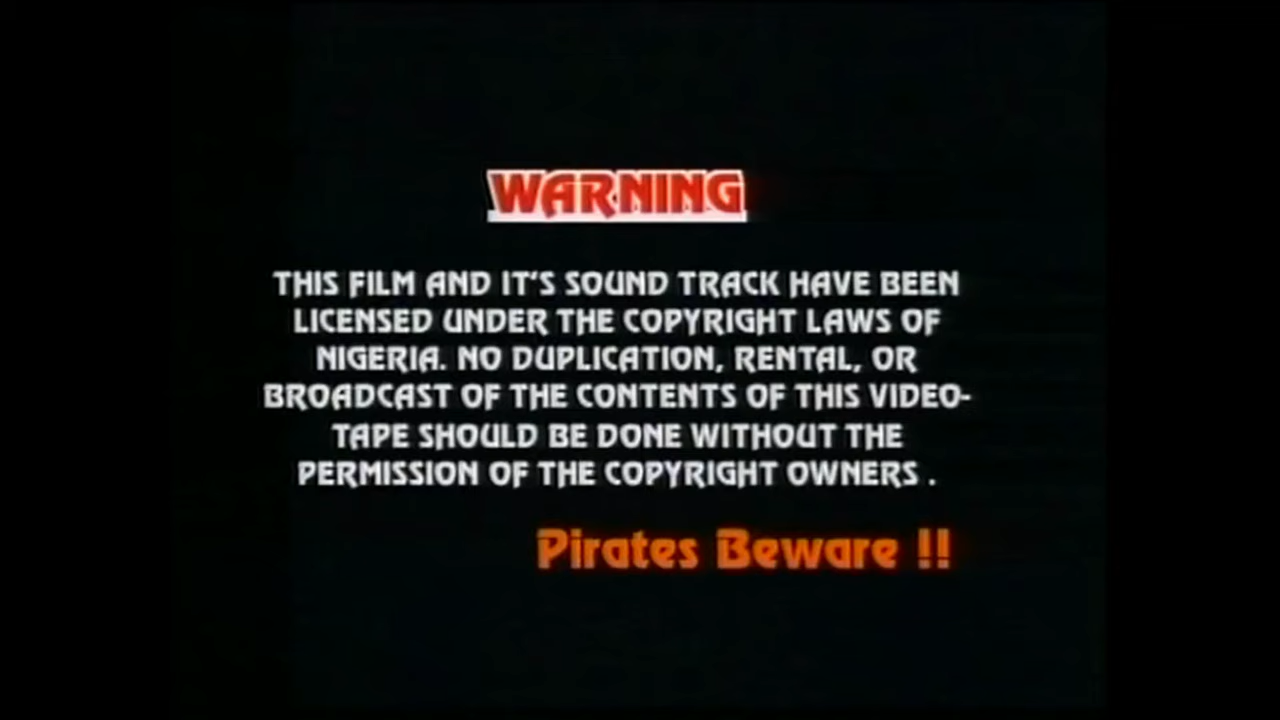 WARNING
THIS FILM AND IT'S SOUND TRACK HAVE BEEN
LICENSED UNDER THE COPYRIGHT LAWS OF
NIGERIA. NO DUPLICATION, RENTAL, OR
BROADCAST OF THE CONTENTS OF THIS VIDEO-
TAPE SHOULD BE DONE WITHOUT THE
PERMISSION OF THE COPYRIGHT OWNERS .
Pirates Beware !!